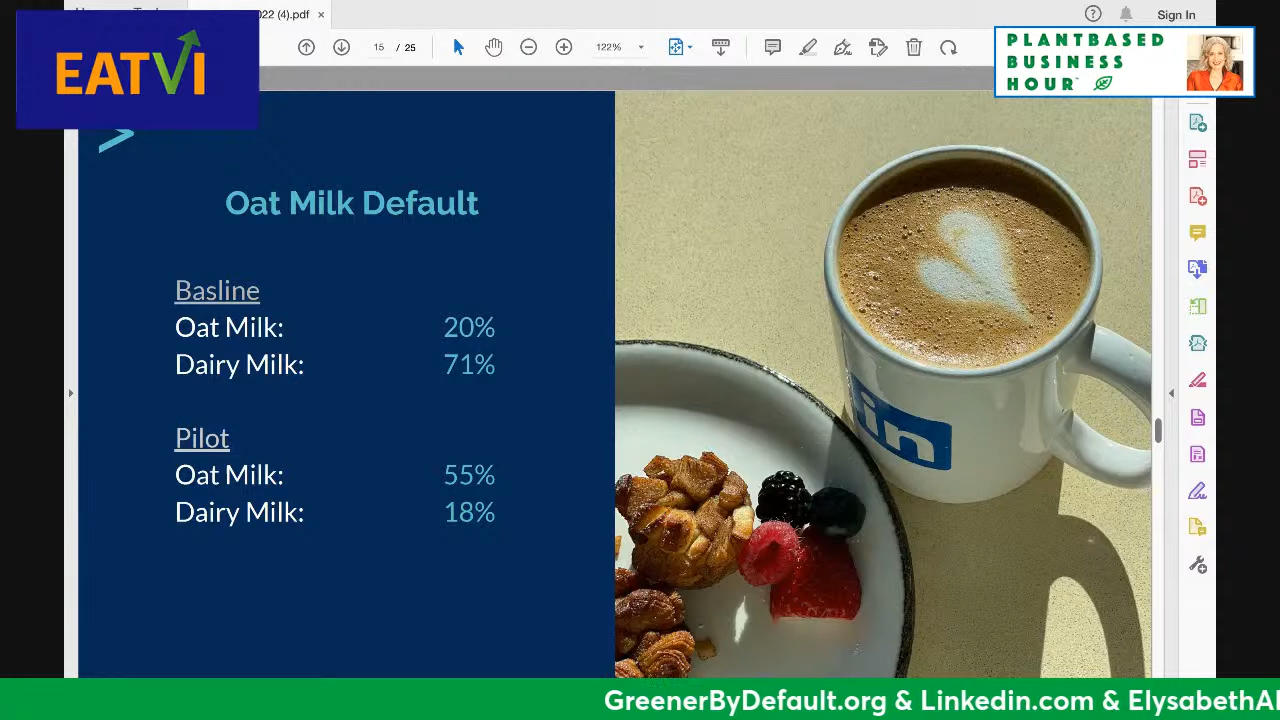 022 (4).pdf ×
Sign In
15 / 25
122%
EATVI
PLANTBASED
BUSINESS
HOUR
Oat Milk Default
Basline
Oat Milk: 20%
Dairy Milk: 71%
Pilot
Oat Milk: 55%
Dairy Milk: 18%
in
GreenerByDefault.org & Linkedin.com & ElysabethAl